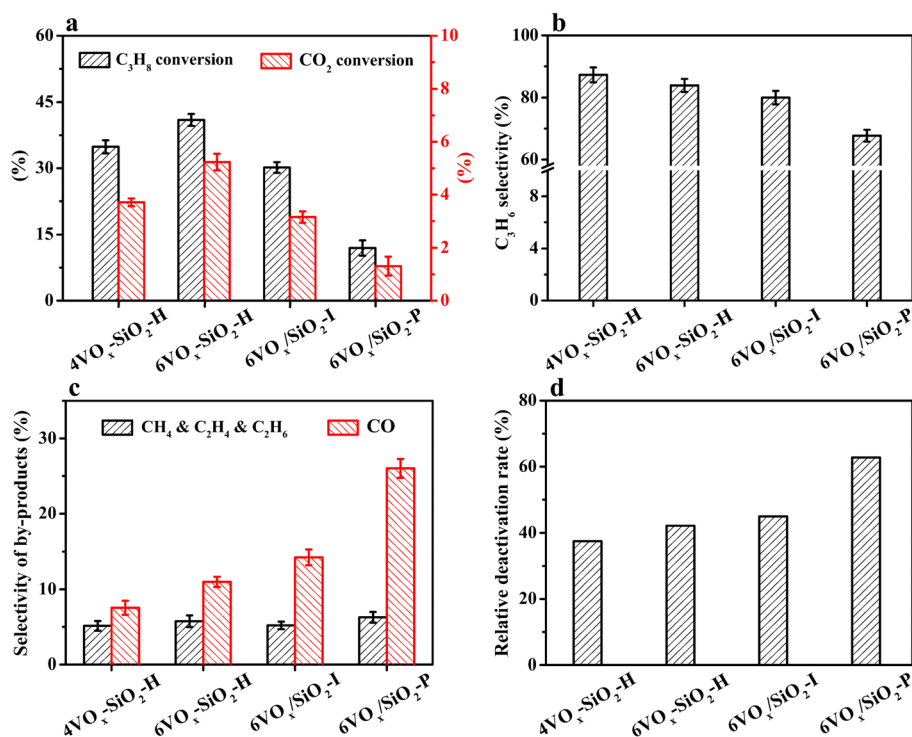 a
60
45
30
15
0
(%)
C₃H₈ conversion
CO₂ conversion
10
8
6
4
2
0
(%)
4VOₓ-SiO₂-H
6VOₓ-SiO₂-H
6VOₓ/SiO₂-I
6VOₓ/SiO₂-P
b
100
80
60
8
4
0
C₃H₆ selectivity (%)
4VOₓ-SiO₂-H
6VOₓ-SiO₂-H
6VOₓ/SiO₂-I
6VOₓ/SiO₂-P
c
30
20
10
0
Selectivity of by-products (%)
CH₄ & C₂H₄ & C₂H₆
CO
4VOₓ-SiO₂-H
6VOₓ-SiO₂-H
6VOₓ/SiO₂-I
6VOₓ/SiO₂-P
d
80
60
40
20
0
Relative deactivation rate (%)
4VOₓ-SiO₂-H
6VOₓ-SiO₂-H
6VOₓ/SiO₂-I
6VOₓ/SiO₂-P